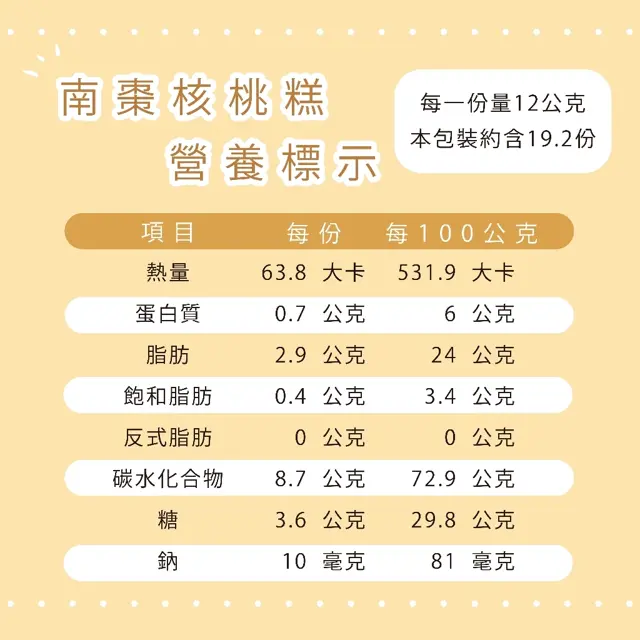 南棗核桃糕
營養標示
每一份量12公克
本包裝約含19.2份
項目 每份 每100公克
熱量 63.8 大卡 531.9 大卡
蛋白質 0.7 公克 6 公克
脂肪 2.9 公克 24 公克
飽和脂肪 0.4 公克 3.4 公克
反式脂肪 0 公克 0 公克
碳水化合物 8.7 公克 72.9 公克
糖 3.6 公克 29.8 公克
鈉 10 毫克 81 毫克